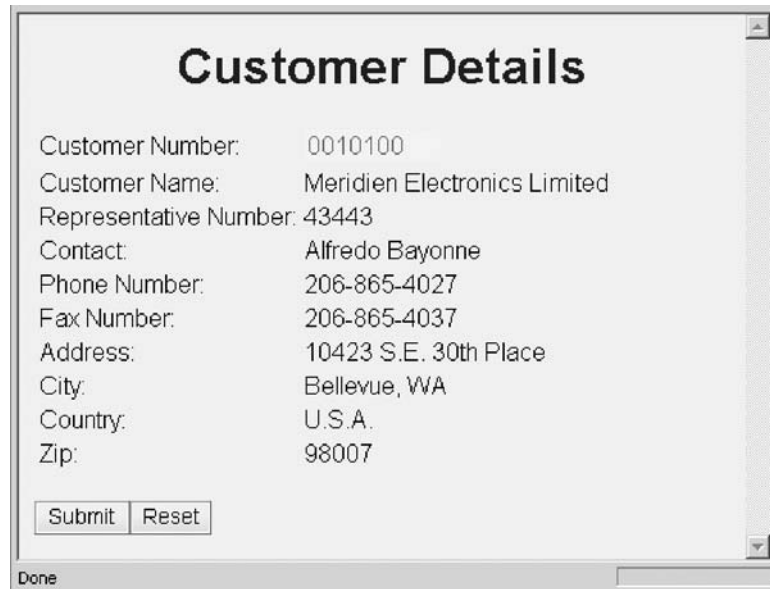 Customer Details
Customer Number: 0010100
Customer Name: Meridien Electronics Limited
Representative Number: 43443
Contact: Alfredo Bayonne
Phone Number: 206-865-4027
Fax Number: 206-865-4037
Address: 10423 S.E. 30th Place
City: Bellevue, WA
Country: U.S.A.
Zip: 98007
Submit Reset
Done